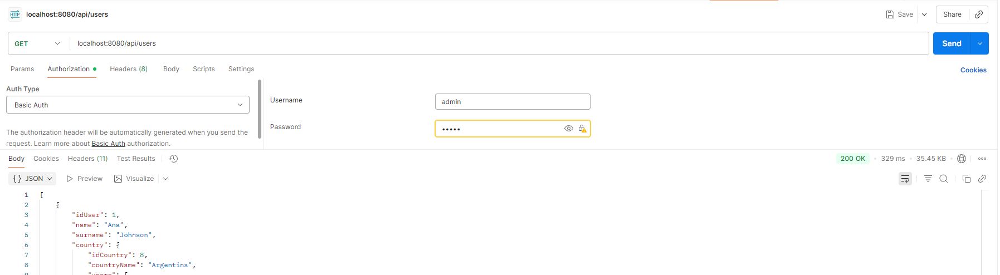 HTTP localhost:8080/api/users Save Share
GET localhost:8080/api/users Send
Params Authorization Headers (8) Body Scripts Settings Cookies
Auth Type
Basic Auth
The authorization header will be automatically generated when you send the
request. Learn more about Basic Auth authorization.
Username admin
Password •••••
Body Cookies Headers (11) Test Results 200 OK • 329 ms • 35.45 KB
{} JSON Preview Visualize
1 [
2 {
3 "idUser": 1,
4 "name": "Ana",
5 "surname": "Johnson",
6 "country": {
7 "idCountry": 8,
8 "countryName": "Argentina",